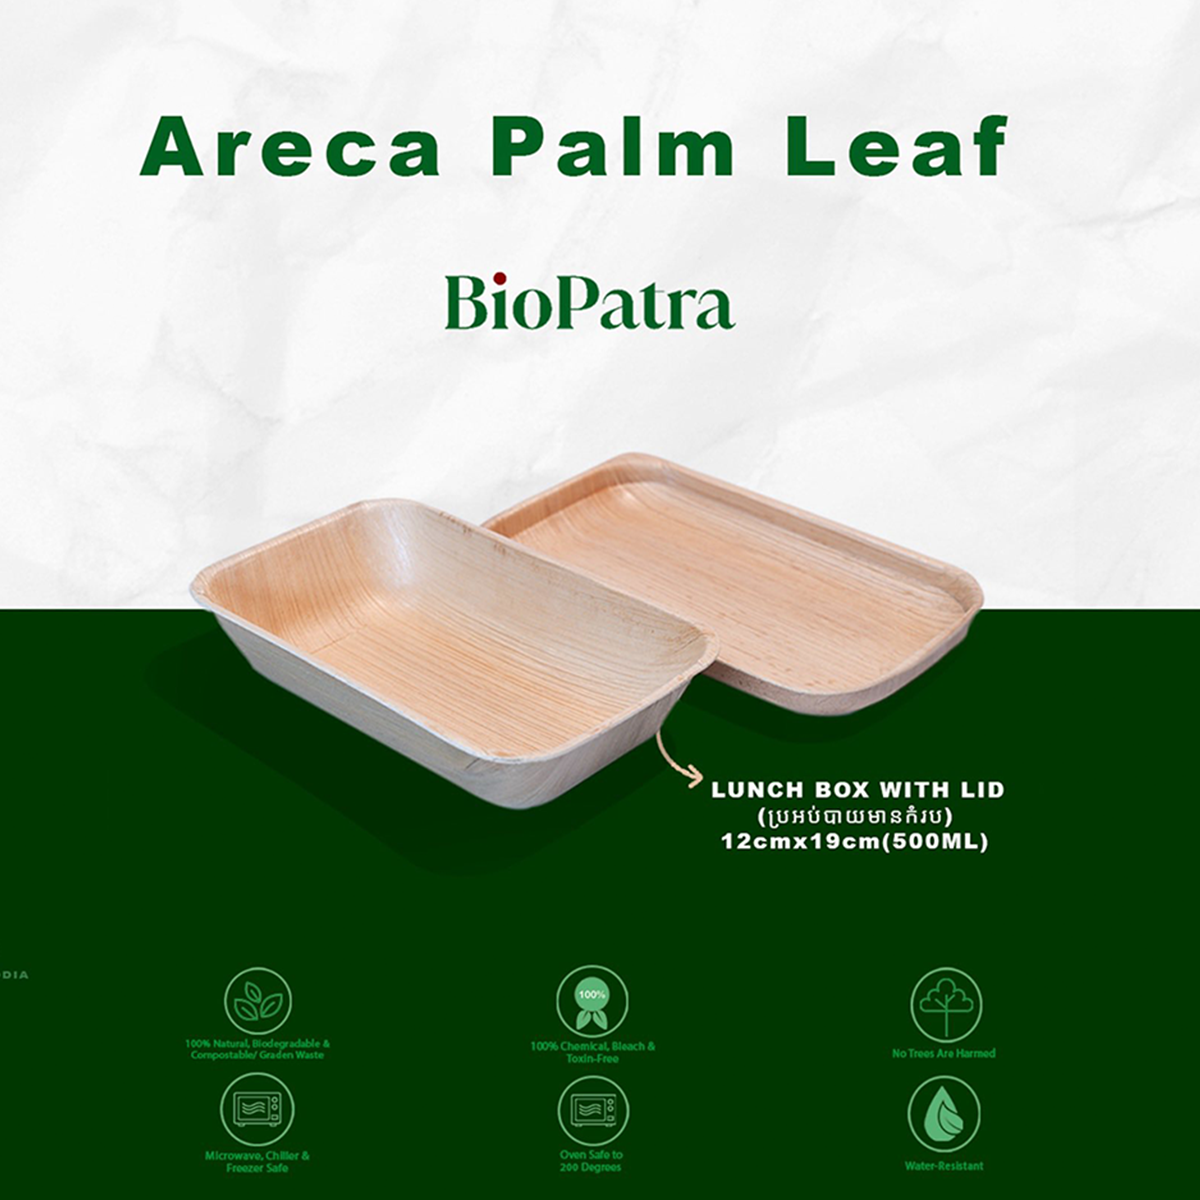 Areca Palm Leaf
BioPatra
LUNCH BOX WITH LID
(ប្រអប់បាយមានកំរប)
12cmx19cm(500ML)
DIA
100%
100% Natural, Biodegradable &
Compostable/ Graden Waste
100% Chemical, Bleach &
Toxin-Free
No Trees Are Harmed
Microwave, Chiller &
Freezer Safe
Oven Safe to
200 Degrees
Water-Resistant